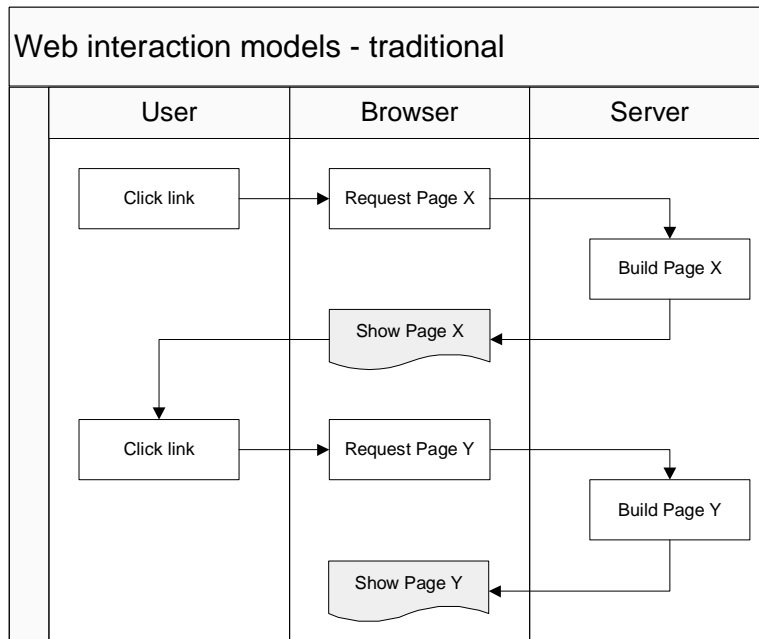 Web interaction models - traditional
User
Browser
Server
Click link
Request Page X
Build Page X
Show Page X
Click link
Request Page Y
Build Page Y
Show Page Y